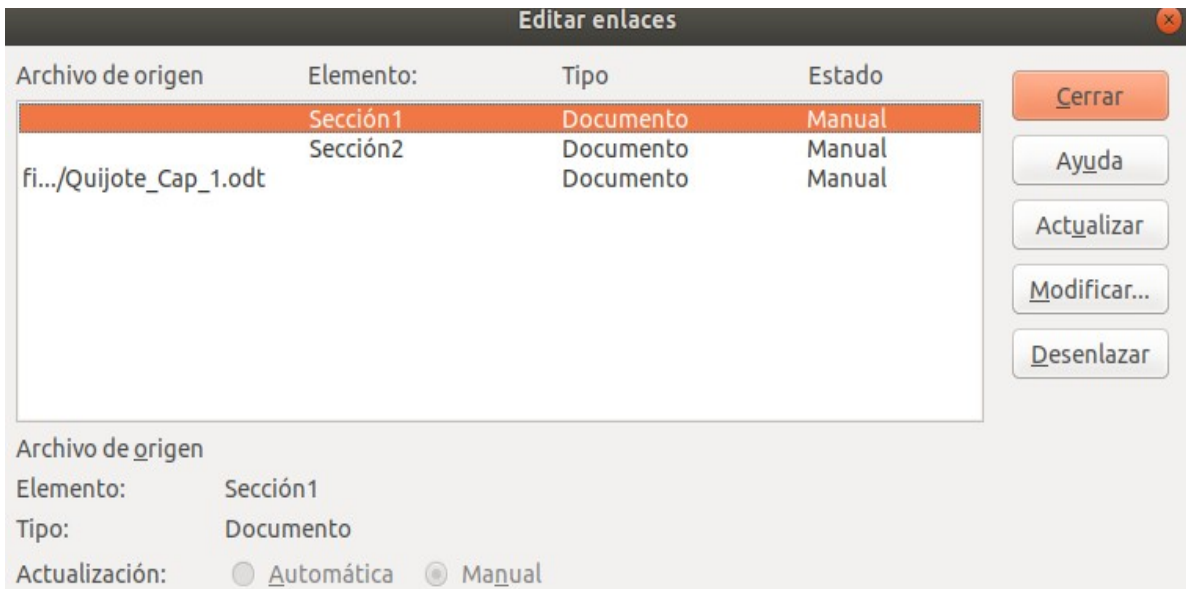 Editar enlaces
Archivo de origen Elemento: Tipo Estado
Sección1 Documento Manual
Sección2 Documento Manual
fi.../Quijote_Cap_1.odt Documento Manual
Cerrar
Ayuda
Actualizar
Modificar...
Desenlazar
Archivo de origen
Elemento: Sección1
Tipo: Documento
Actualización: Automática Manual